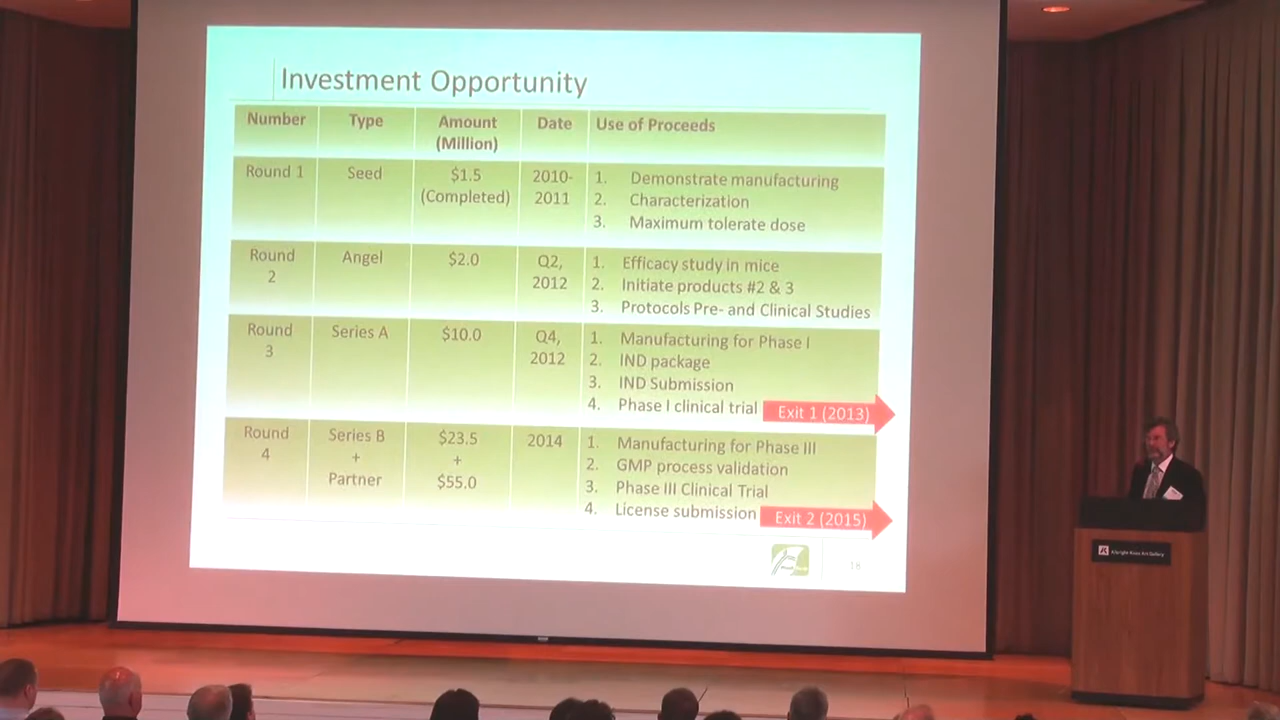 Investment Opportunity
Number Type Amount (Million) Date Use of Proceeds
Round 1 Seed $1.5 (Completed) 2010-2011
1. Demonstrate manufacturing
2. Characterization
3. Maximum tolerate dose
Round 2 Angel $2.0 Q2, 2012
1. Efficacy study in mice
2. Initiate products #2 & 3
3. Protocols Pre- and Clinical Studies
Round 3 Series A $10.0 Q4, 2012
1. Manufacturing for Phase I
2. IND package
3. IND Submission
4. Phase I clinical trial
Exit 1 (2013)
Round 4 Series B + Partner $23.5 + $55.0 2014
1. Manufacturing for Phase III
2. GMP process validation
3. Phase III Clinical Trial
4. License submission
Exit 2 (2015)
18
Albright-Knox Art Gallery